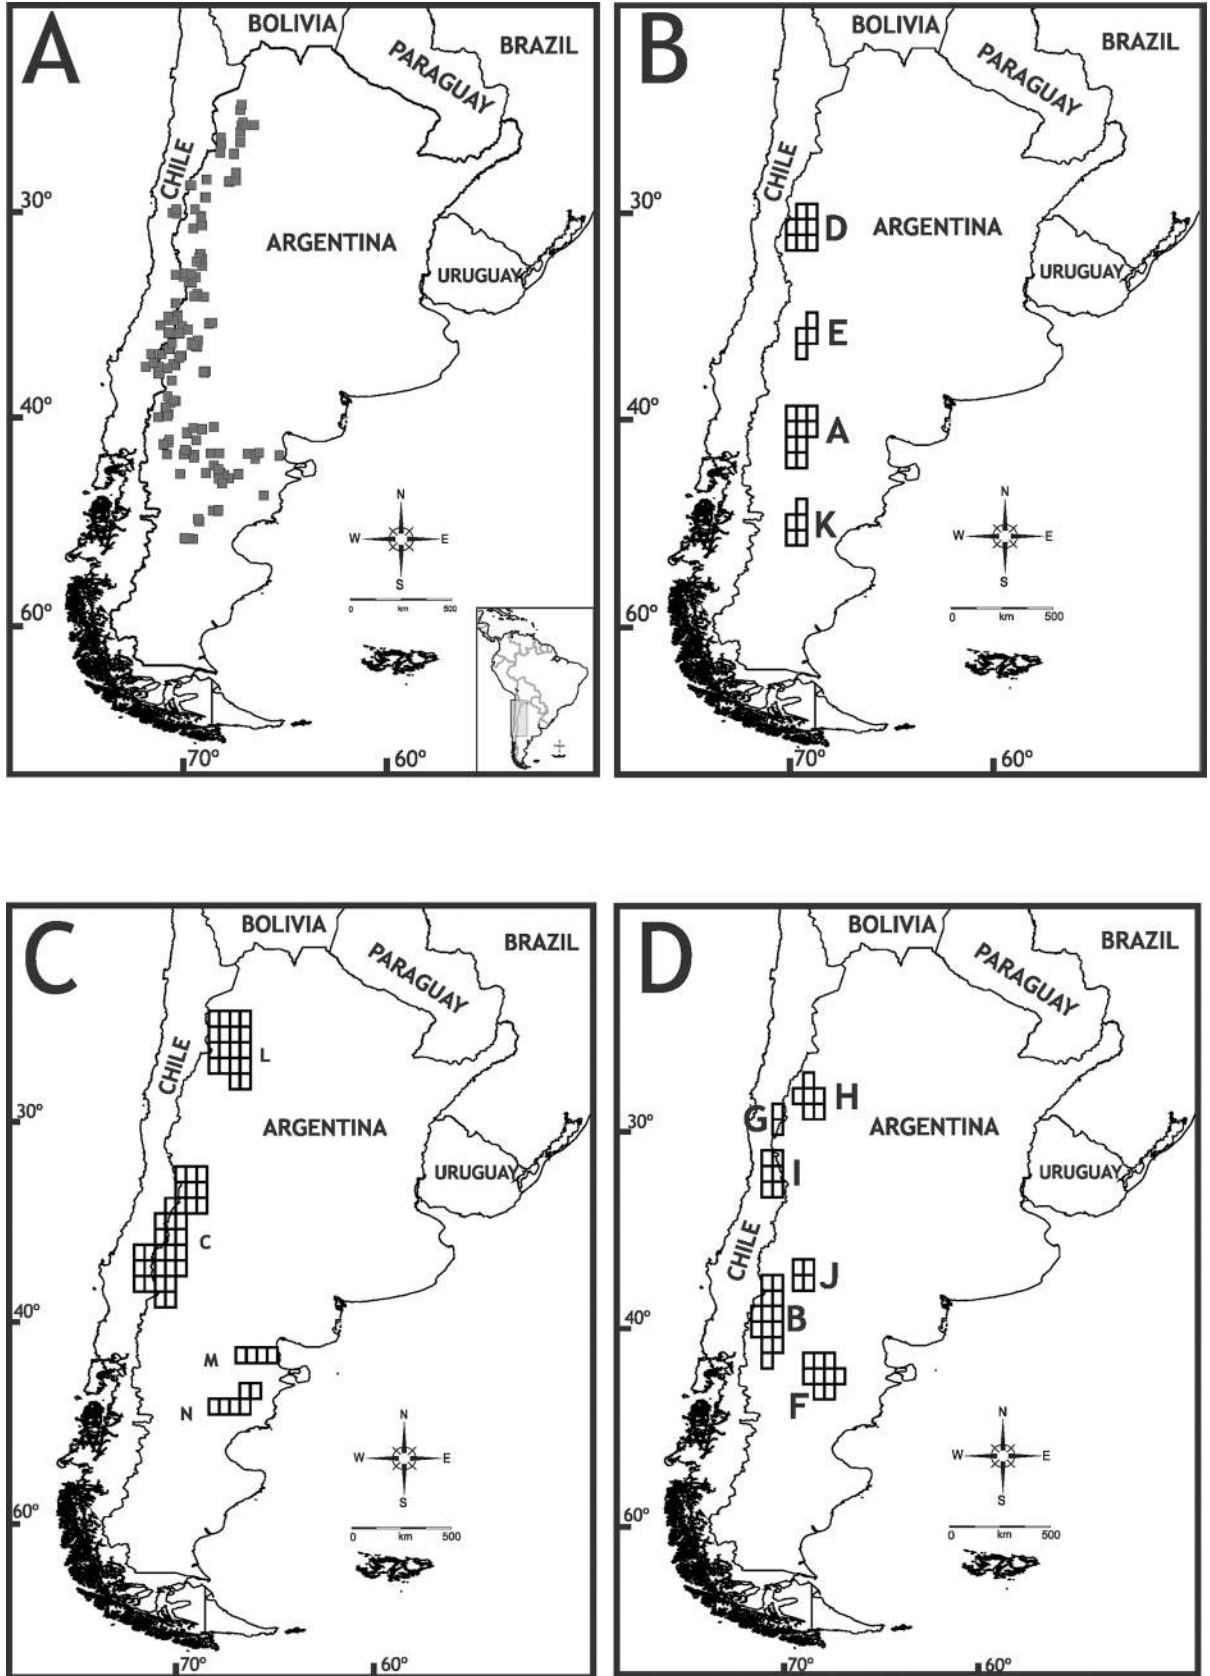 A
BOLIVIA
BRAZIL
PARAGUAY
CHILE
30º
ARGENTINA
URUGUAY
40º
N
W E
S
0 km 500
60º
70º 60º
B
BOLIVIA
BRAZIL
PARAGUAY
CHILE
30º
D
ARGENTINA
URUGUAY
E
40º
A
K
N
W E
S
0 km 500
60º
70º 60º
C
BOLIVIA
BRAZIL
PARAGUAY
CHILE
L
30º
ARGENTINA
URUGUAY
C
40º
M
N
N
W E
S
0 km 500
60º
70º 60º
D
BOLIVIA
BRAZIL
PARAGUAY
H
G
30º
ARGENTINA
I
URUGUAY
CHILE
J
40º
B
F
N
W E
S
0 km 500
60º
70º 60º